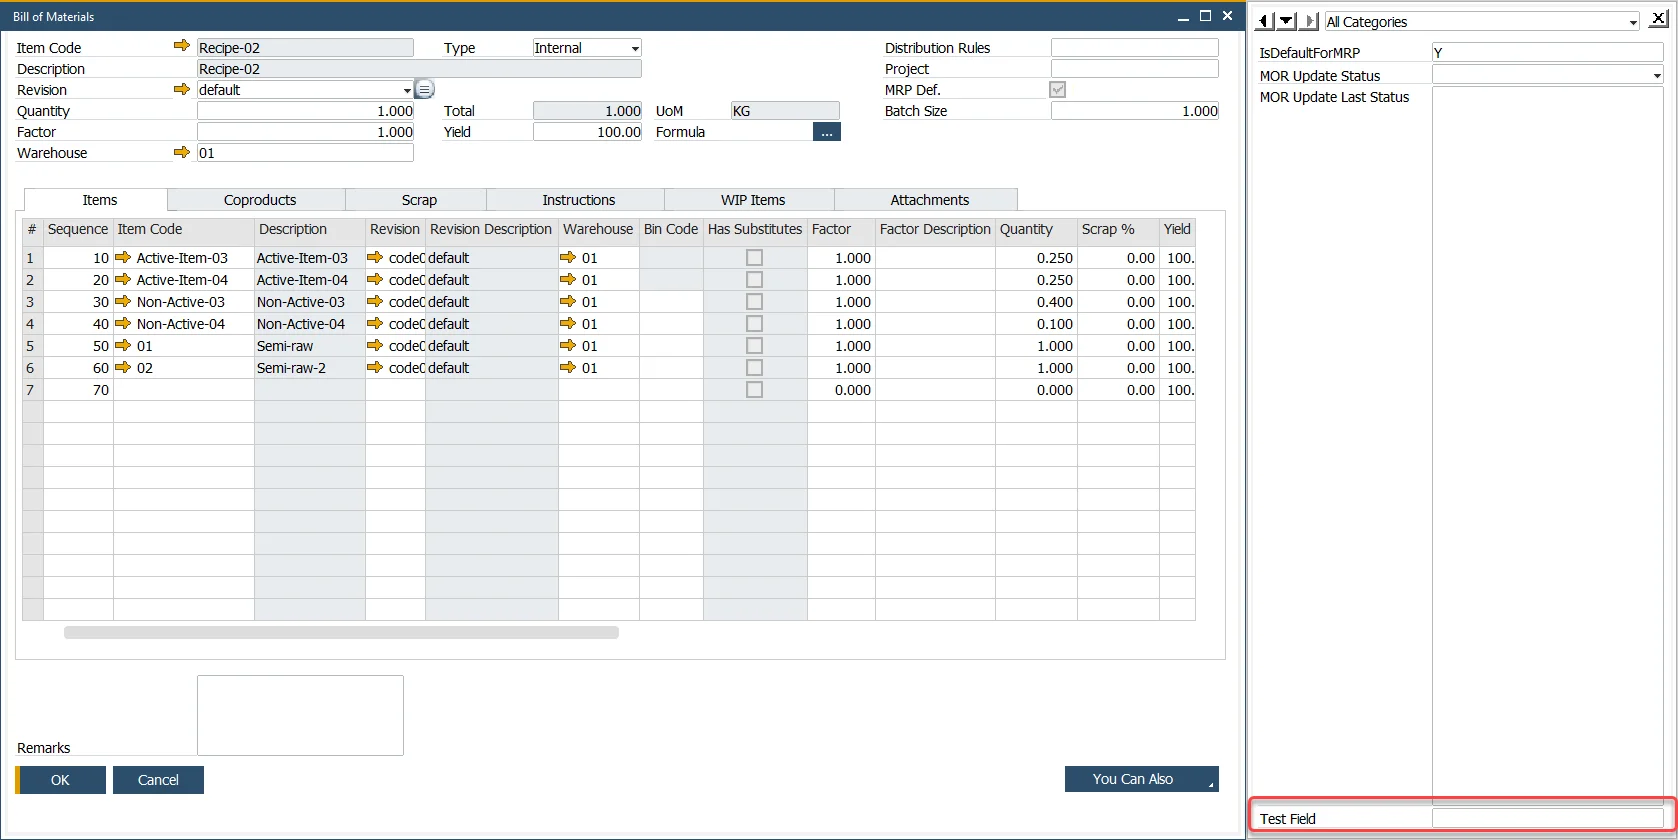 Bill of Materials
All Categories
Item Code Recipe-02 Type Internal Distribution Rules
IsDefaultForMRP Y
Description Recipe-02 Project
MOR Update Status
Revision default MRP Def.
MOR Update Last Status
Quantity 1.000 Total 1.000 UoM KG Batch Size 1.000
Factor 1.000 Yield 100.00 Formula ...
Warehouse 01
Items Coproducts Scrap Instructions WIP Items Attachments
# Sequence Item Code Description Revision Revision Description Warehouse Bin Code Has Substitutes Factor Factor Description Quantity Scrap % Yield
1 10 Active-Item-03 Active-Item-03 code0 default 01 1.000 0.250 0.00 100.
2 20 Active-Item-04 Active-Item-04 code0 default 01 1.000 0.250 0.00 100.
3 30 Non-Active-03 Non-Active-03 code0 default 01 1.000 0.400 0.00 100.
4 40 Non-Active-04 Non-Active-04 code0 default 01 1.000 0.100 0.00 100.
5 50 01 Semi-raw code0 default 01 1.000 1.000 0.00 100.
6 60 02 Semi-raw-2 code0 default 01 1.000 1.000 0.00 100.
7 70 0.000 0.000 0.00 100.
Remarks
OK Cancel You Can Also
Test Field